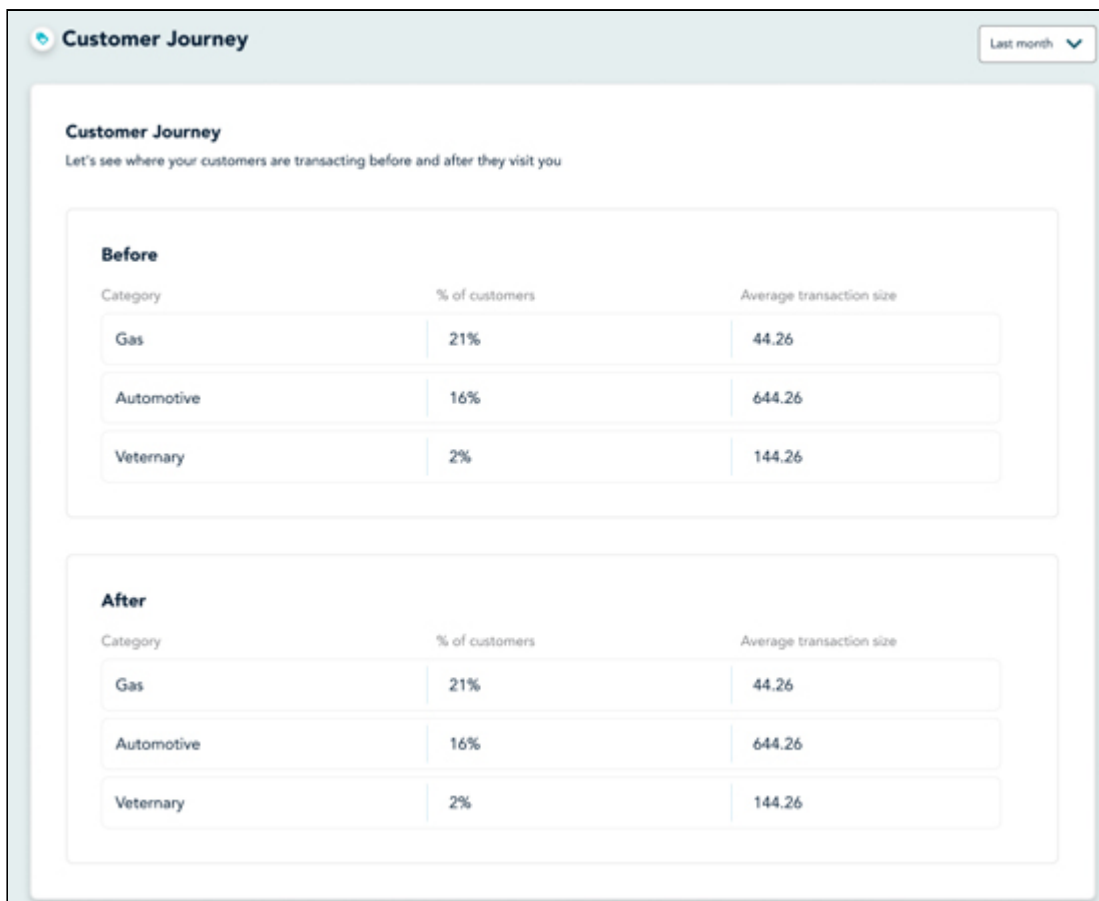 Customer Journey
Last month
Customer Journey
Let's see where your customers are transacting before and after they visit you
Before
Category % of customers Average transaction size
Gas 21% 44.26
Automotive 16% 644.26
Veternary 2% 144.26
After
Category % of customers Average transaction size
Gas 21% 44.26
Automotive 16% 644.26
Veternary 2% 144.26